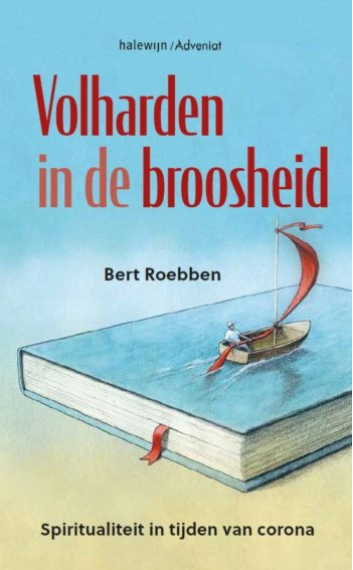 halewijn / Adveniat
Volharden
in de broosheid
Bert Roebben
Spiritualiteit in tijden van corona